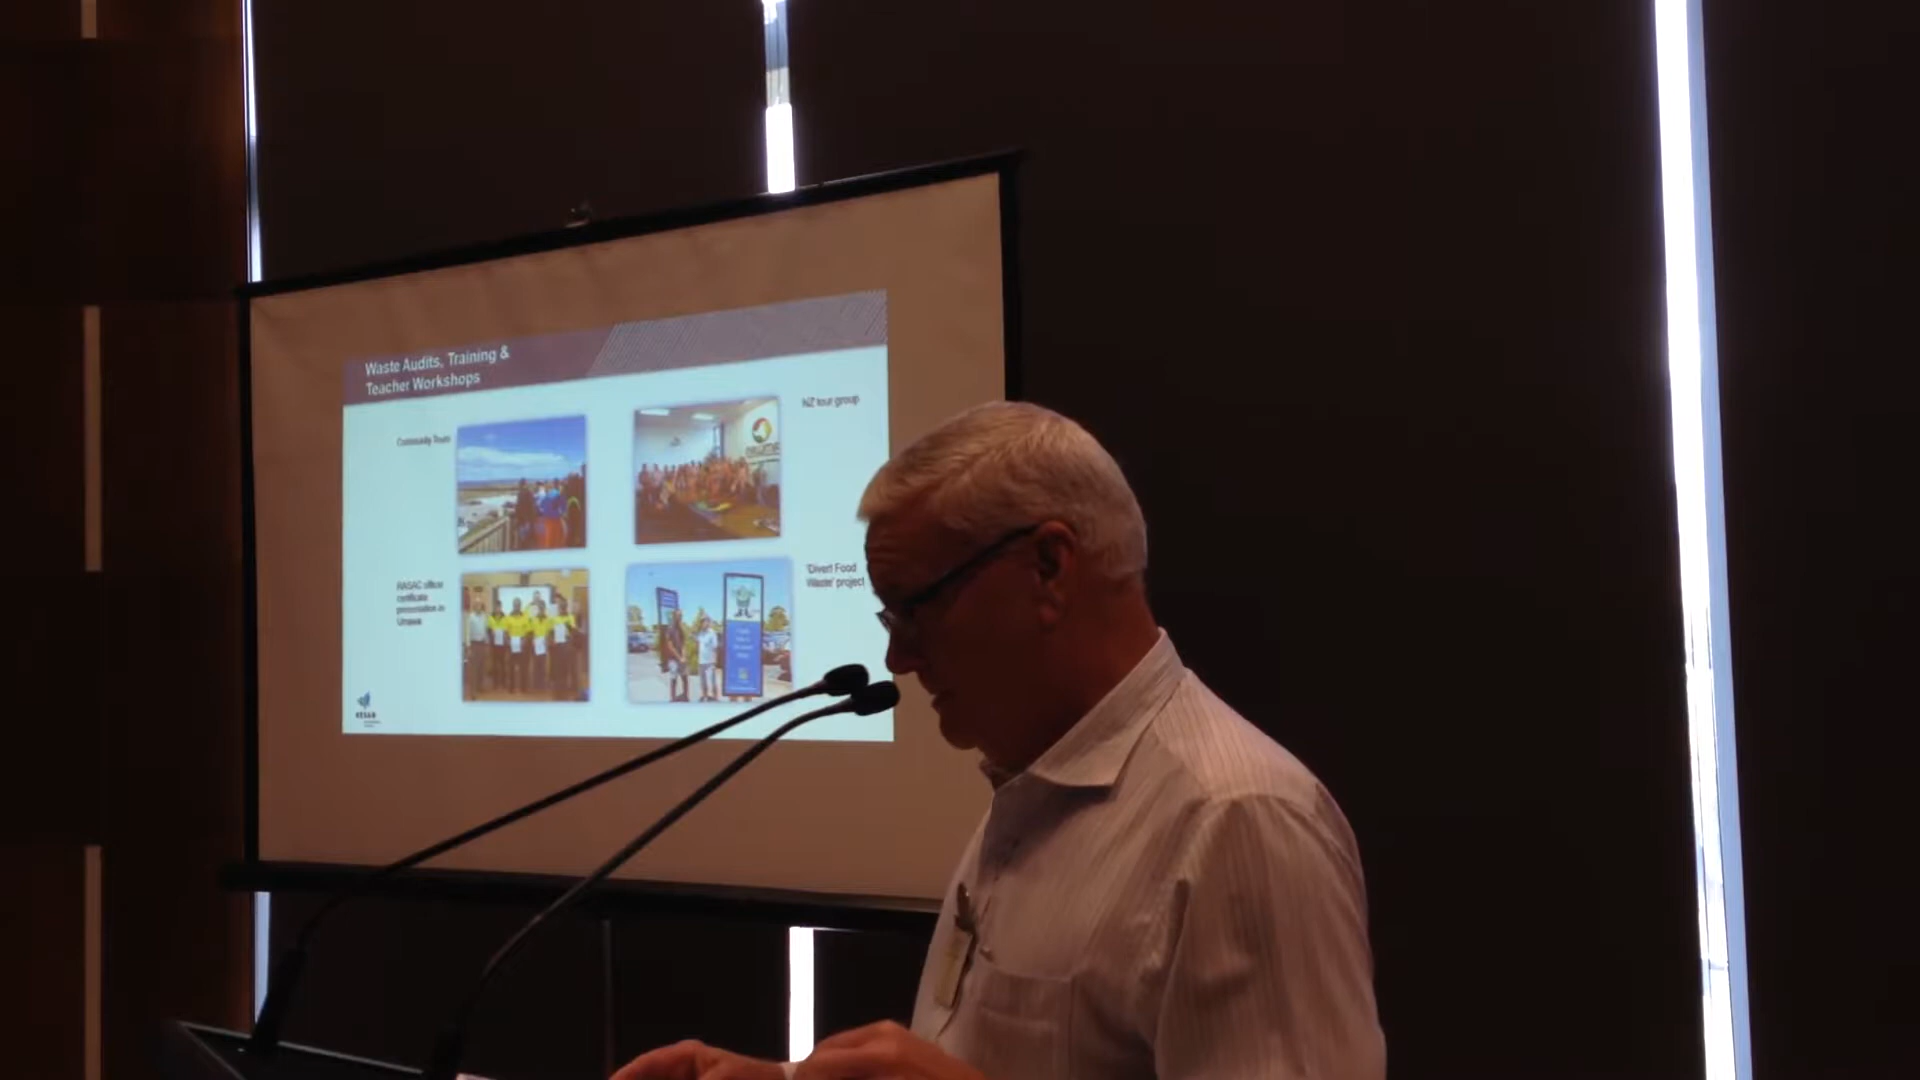 Waste Audits, Training &
Teacher Workshops
Community Tours
NZ tour group
RASAC office
certificate
presentation in
'Divert Food
Waste' project
KESAB